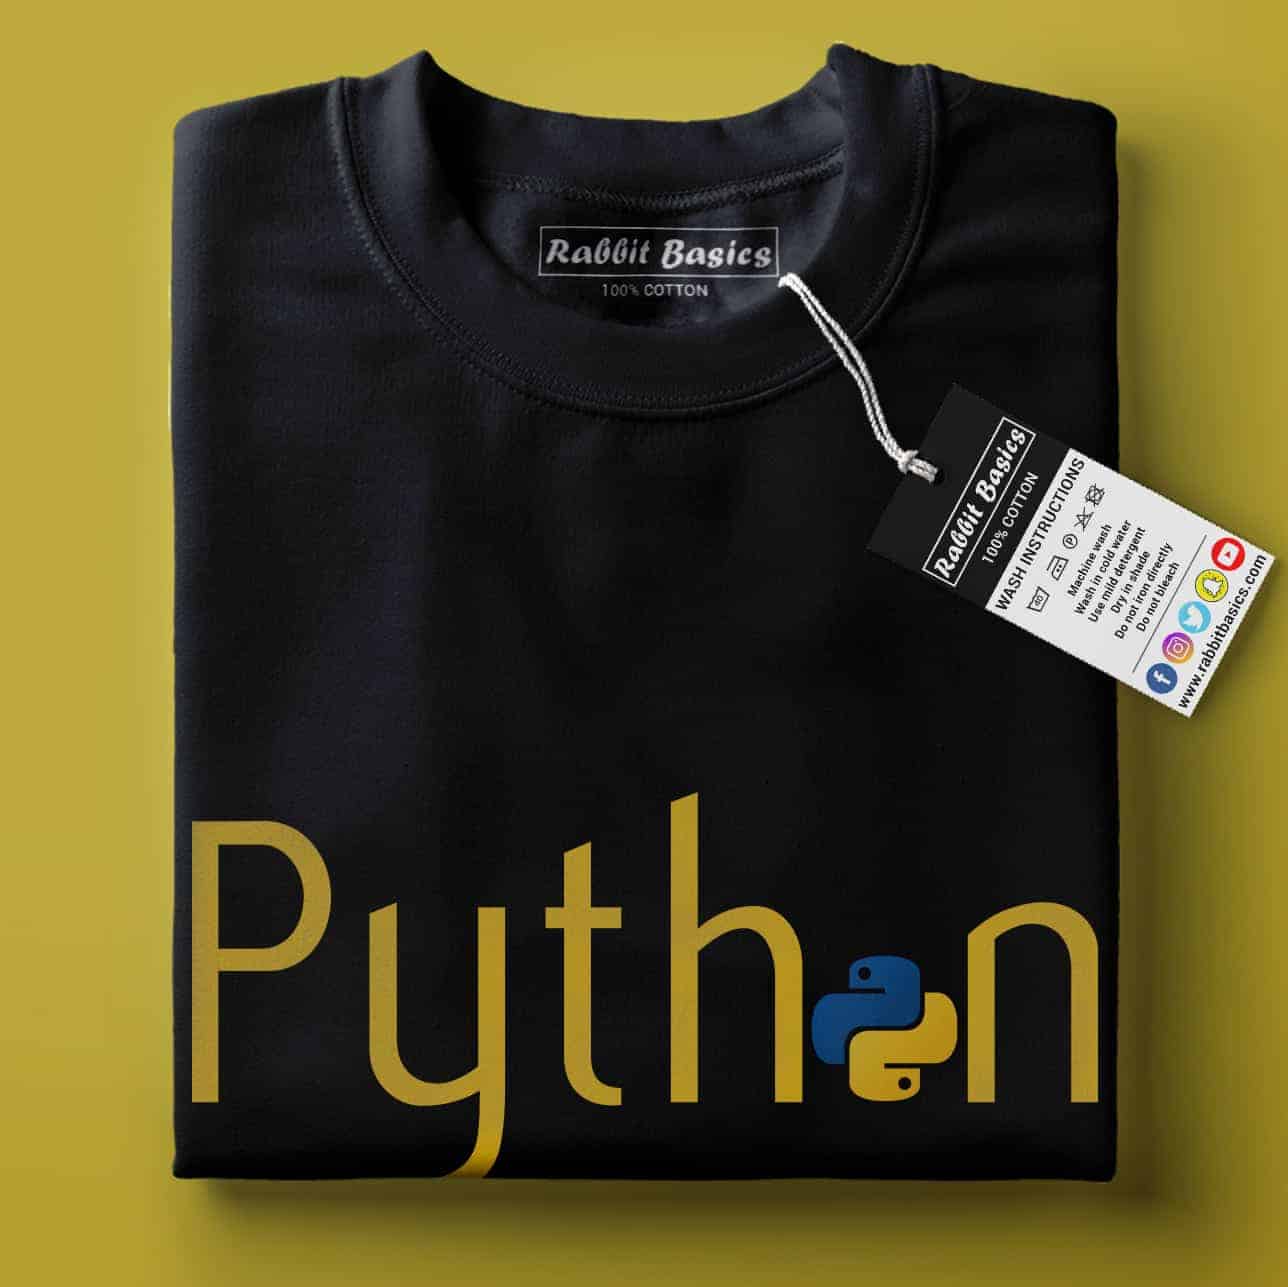 Rabbit Basics
100% COTTON
Rabbit Basics
100% COTTON
WASH INSTRUCTIONS
40
P
Machine wash
Wash in cold water
Use mild detergent
Dry in shade
Do not iron directly
Do not bleach
www.rabbitbasics.com
Pyth n